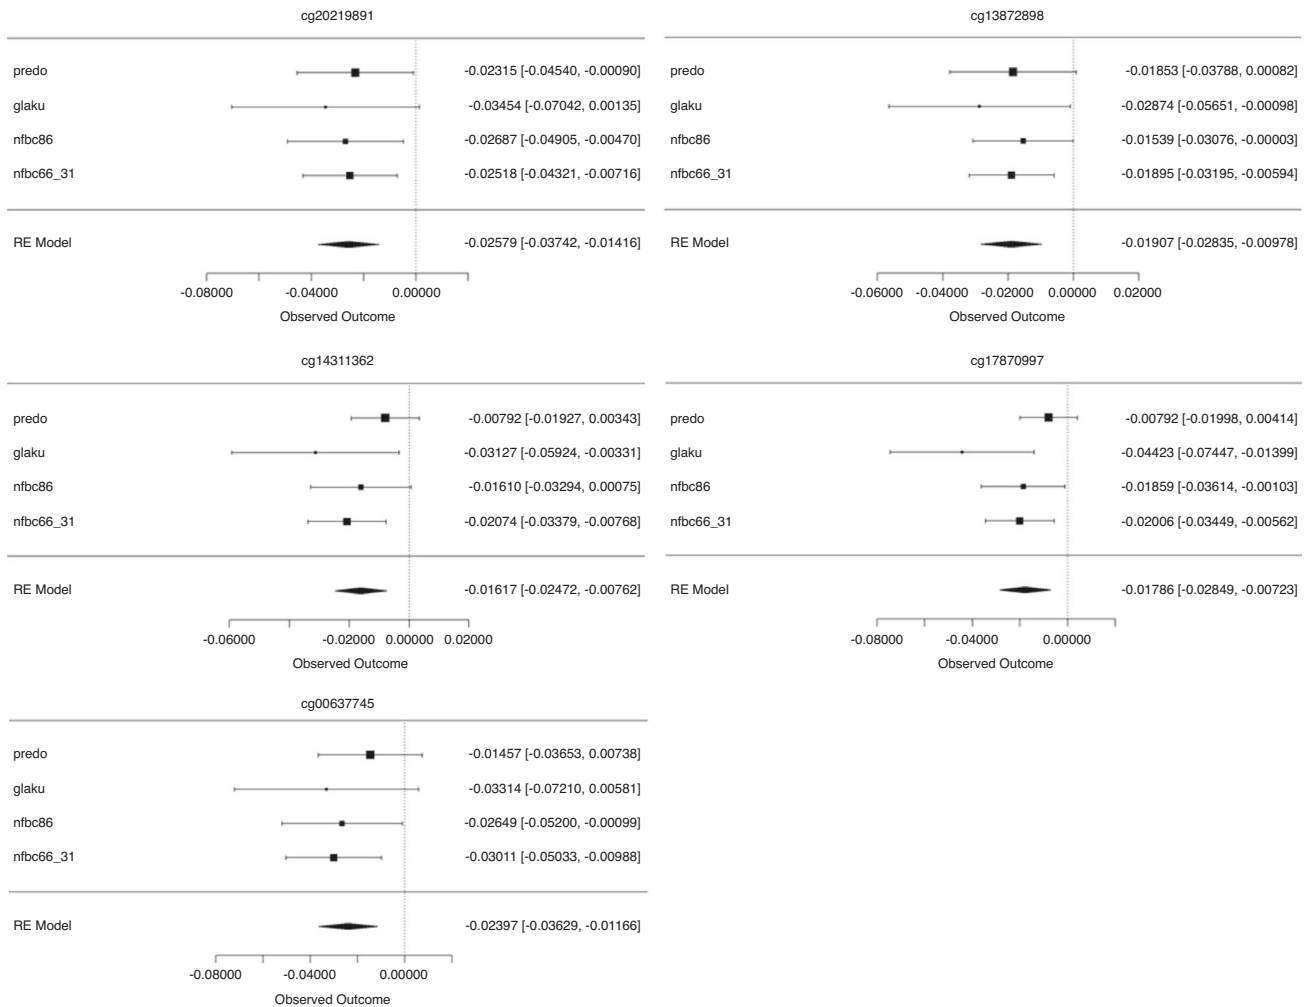 cg20219891
predo -0.02315 [-0.04540, -0.00090]
glaku -0.03454 [-0.07042, 0.00135]
nfbc86 -0.02687 [-0.04905, -0.00470]
nfbc66_31 -0.02518 [-0.04321, -0.00716]
RE Model -0.02579 [-0.03742, -0.01416]
-0.08000 -0.04000 0.00000
Observed Outcome
cg13872898
predo -0.01853 [-0.03788, 0.00082]
glaku -0.02874 [-0.05651, -0.00098]
nfbc86 -0.01539 [-0.03076, -0.00003]
nfbc66_31 -0.01895 [-0.03195, -0.00594]
RE Model -0.01907 [-0.02835, -0.00978]
-0.06000 -0.04000 -0.02000 0.00000 0.02000
Observed Outcome
cg14311362
predo -0.00792 [-0.01927, 0.00343]
glaku -0.03127 [-0.05924, -0.00331]
nfbc86 -0.01610 [-0.03294, 0.00075]
nfbc66_31 -0.02074 [-0.03379, -0.00768]
RE Model -0.01617 [-0.02472, -0.00762]
-0.06000 -0.02000 0.00000 0.02000
Observed Outcome
cg17870997
predo -0.00792 [-0.01998, 0.00414]
glaku -0.04423 [-0.07447, -0.01399]
nfbc86 -0.01859 [-0.03614, -0.00103]
nfbc66_31 -0.02006 [-0.03449, -0.00562]
RE Model -0.01786 [-0.02849, -0.00723]
-0.08000 -0.04000 0.00000
Observed Outcome
cg00637745
predo -0.01457 [-0.03653, 0.00738]
glaku -0.03314 [-0.07210, 0.00581]
nfbc86 -0.02649 [-0.05200, -0.00099]
nfbc66_31 -0.03011 [-0.05033, -0.00988]
RE Model -0.02397 [-0.03629, -0.01166]
-0.08000 -0.04000 0.00000
Observed Outcome